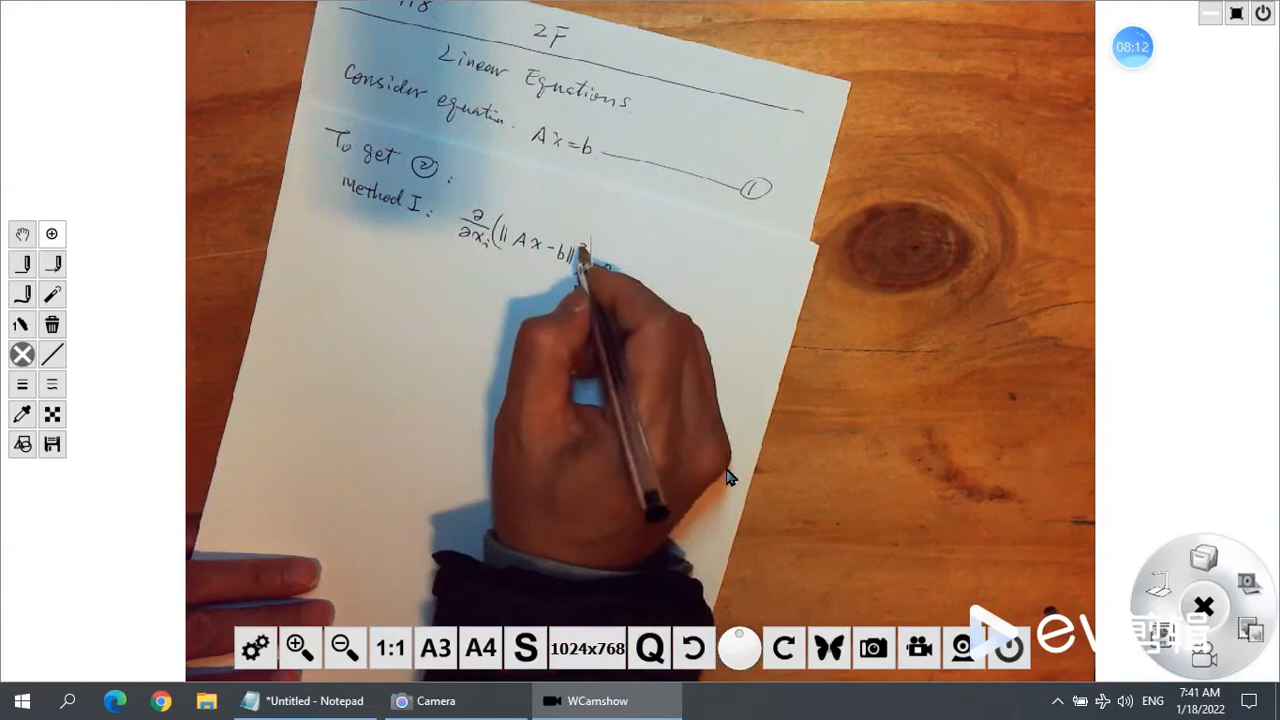 08:12
2F
Linear Equations.
Consider equation. Ax=b ①
To get ②:
Method I: ∂/∂xᵢ (‖Ax-b‖²
1:1 A3 A4 S 1024x768 Q
*Untitled - Notepad Camera WCamshow ENG 7:41 AM
1/18/2022